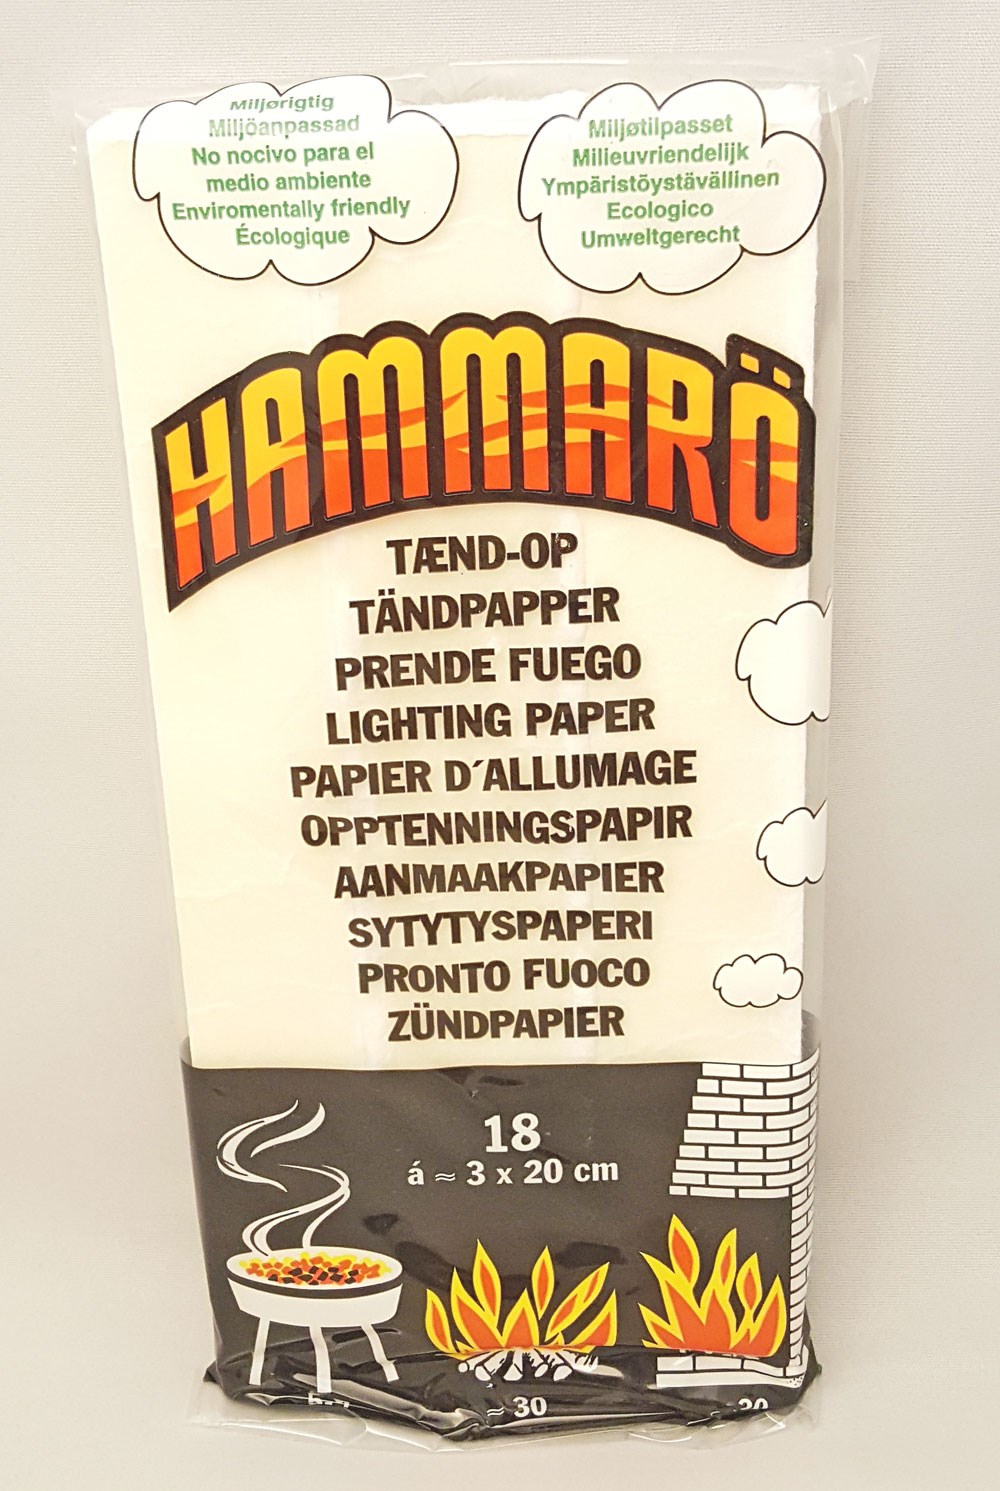 Miljørigtig
Miljöanpassad
No nocivo para el
medio ambiente
Enviromentally friendly
Écologique
Miljøtilpasset
Milieuvriendelijk
Ympäristöystävällinen
Ecologico
Umweltgerecht
HAMMARÖ
TÆND-OP
TÄNDPAPPER
PRENDE FUEGO
LIGHTING PAPER
PAPIER D´ALLUMAGE
OPPTENNINGSPAPIR
AANMAAKPAPIER
SYTYTYSPAPERI
PRONTO FUOCO
ZÜNDPAPIER
18
á ≈ 3 x 20 cm
≈ 30